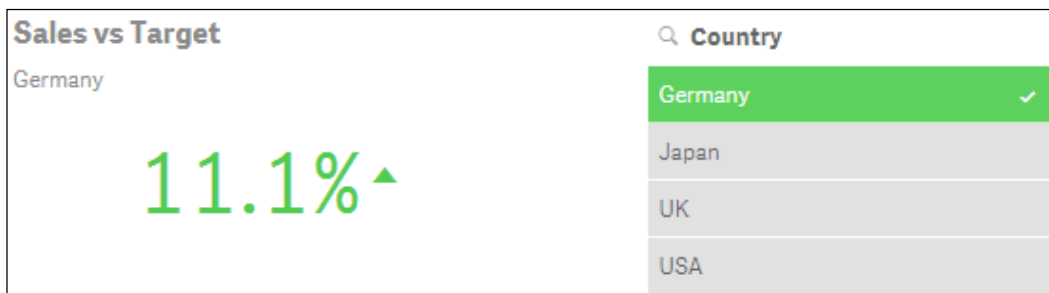 Sales vs Target
Germany
11.1%
Country
Germany
Japan
UK
USA